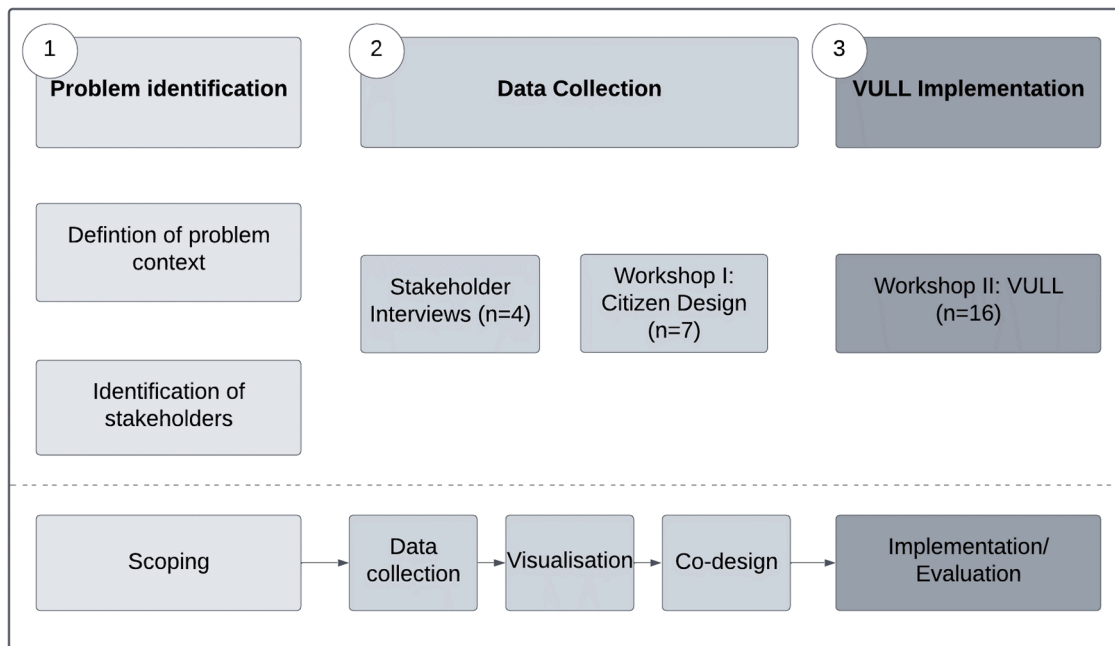 1
Problem identification
2
Data Collection
3
VULL Implementation
Defintion of problem
context
Identification of
stakeholders
Stakeholder
Interviews (n=4)
Workshop I:
Citizen Design
(n=7)
Workshop II: VULL
(n=16)
Scoping
Data
collection
Visualisation
Co-design
Implementation/
Evaluation